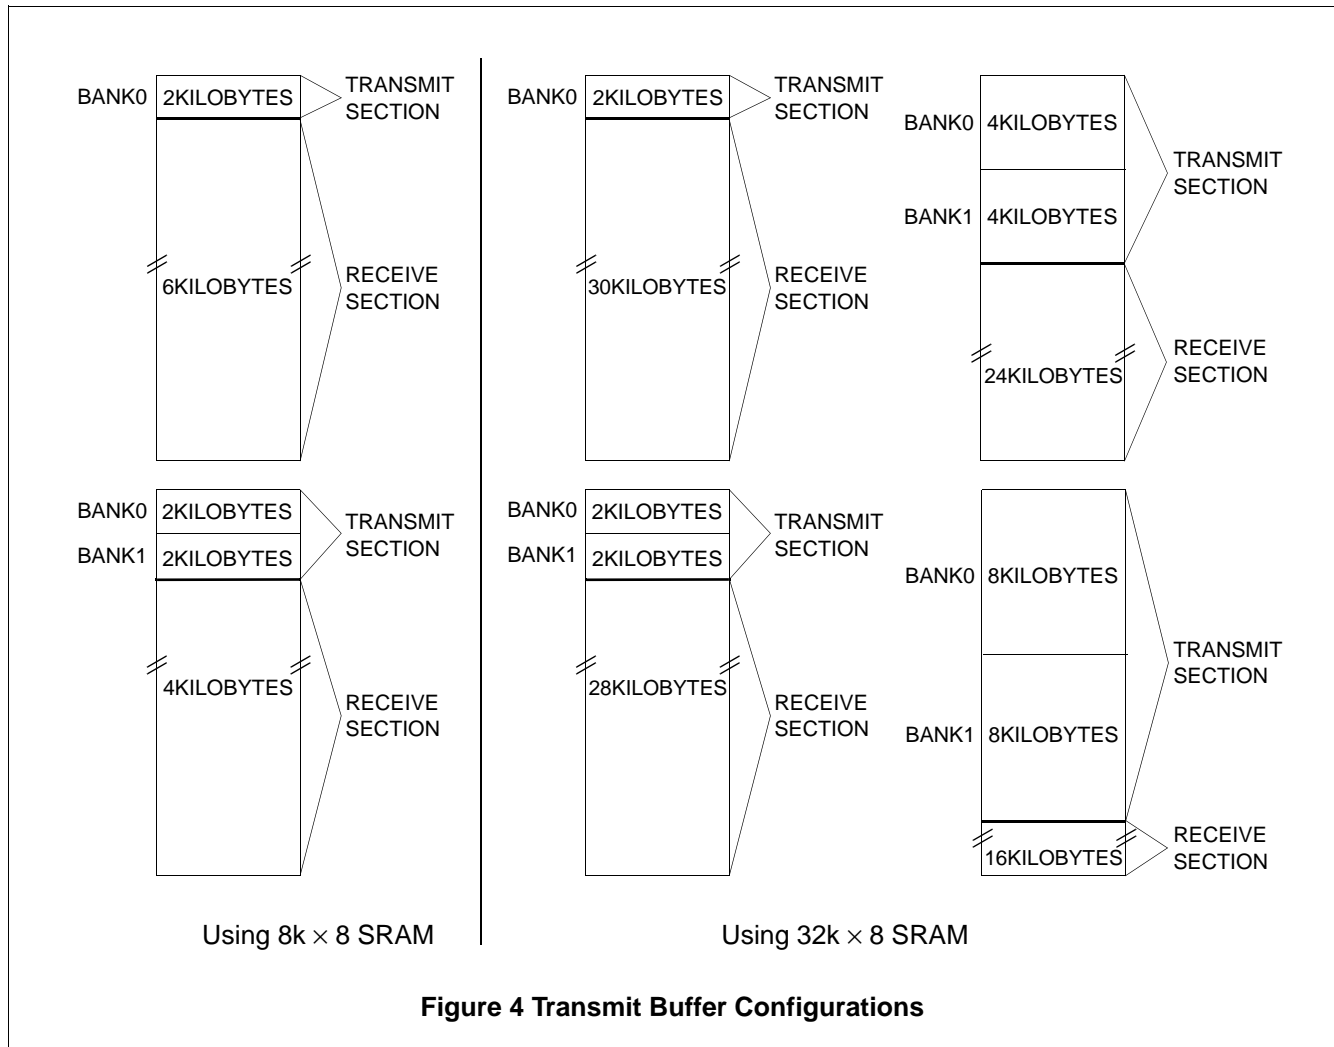 BANK0 2KILOBYTES
TRANSMIT
SECTION
6KILOBYTES
RECEIVE
SECTION
BANK0 2KILOBYTES
BANK1 2KILOBYTES
TRANSMIT
SECTION
4KILOBYTES
RECEIVE
SECTION
Using 8k × 8 SRAM
BANK0 2KILOBYTES
TRANSMIT
SECTION
30KILOBYTES
RECEIVE
SECTION
BANK0 4KILOBYTES
BANK1 4KILOBYTES
TRANSMIT
SECTION
24KILOBYTES
RECEIVE
SECTION
BANK0 2KILOBYTES
BANK1 2KILOBYTES
TRANSMIT
SECTION
28KILOBYTES
RECEIVE
SECTION
BANK0 8KILOBYTES
BANK1 8KILOBYTES
TRANSMIT
SECTION
16KILOBYTES
RECEIVE
SECTION
Using 32k × 8 SRAM
Figure 4 Transmit Buffer Configurations